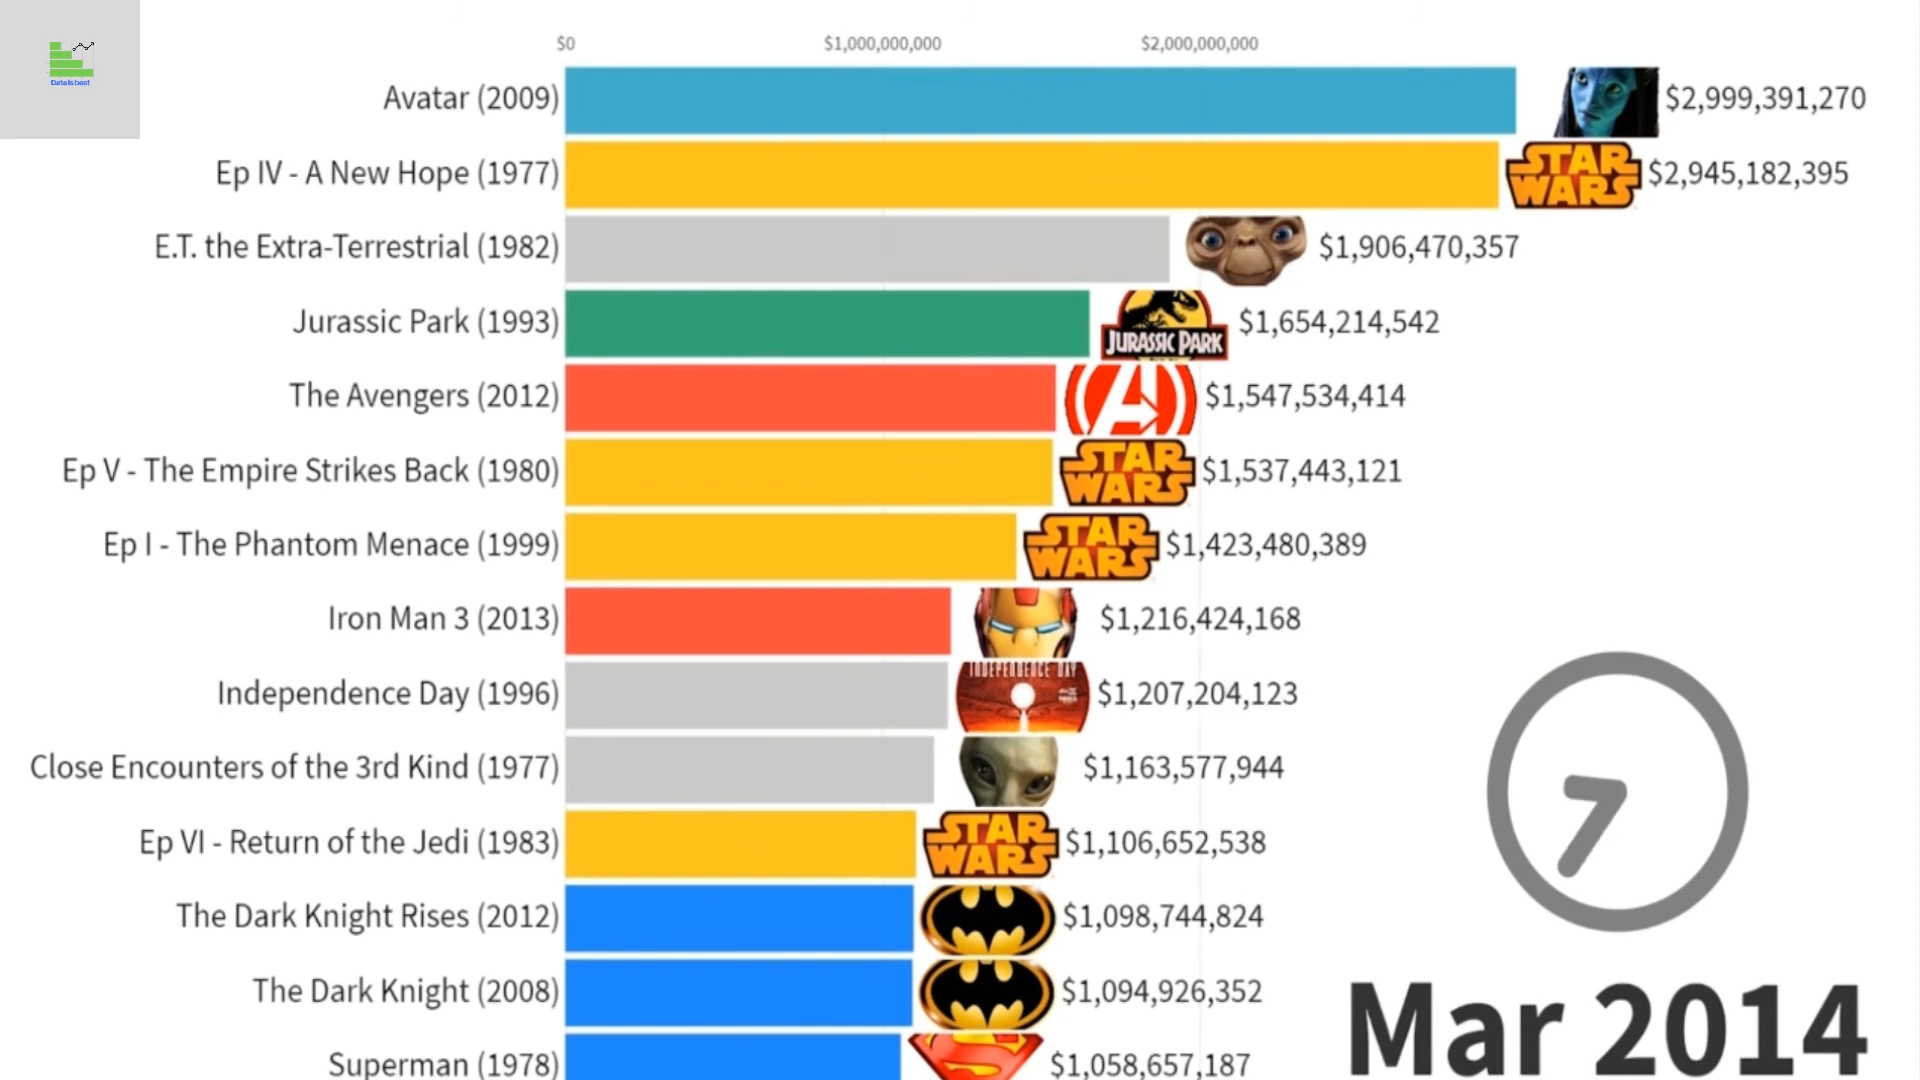 DataIsbest
$0 $1,000,000,000 $2,000,000,000
Avatar (2009) $2,999,391,270
Ep IV - A New Hope (1977) STAR WARS $2,945,182,395
E.T. the Extra-Terrestrial (1982) $1,906,470,357
Jurassic Park (1993) JURASSIC PARK $1,654,214,542
The Avengers (2012) A $1,547,534,414
Ep V - The Empire Strikes Back (1980) STAR WARS $1,537,443,121
Ep I - The Phantom Menace (1999) STAR WARS $1,423,480,389
Iron Man 3 (2013) $1,216,424,168
Independence Day (1996) INDEPENDENCE DAY $1,207,204,123
Close Encounters of the 3rd Kind (1977) $1,163,577,944
Ep VI - Return of the Jedi (1983) STAR WARS $1,106,652,538
The Dark Knight Rises (2012) $1,098,744,824
The Dark Knight (2008) $1,094,926,352
Superman (1978) $1,058,657,187
Mar 2014